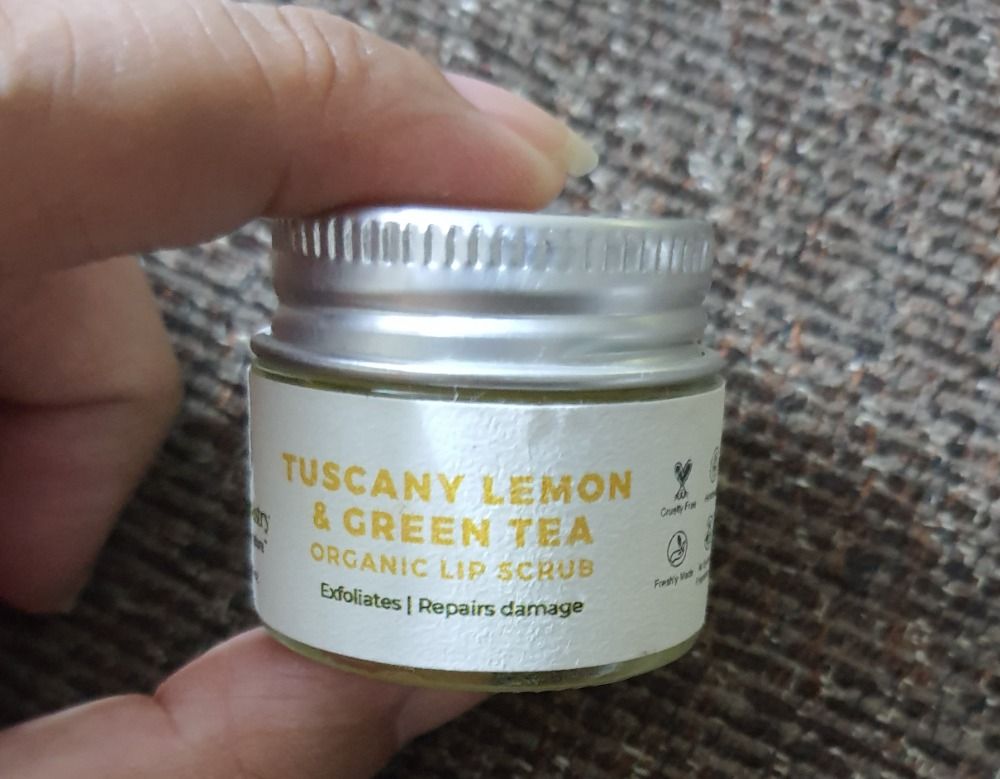 TUSCANY LEMON
& GREEN TEA
ORGANIC LIP SCRUB
Exfoliates | Repairs damage
Cruelty Free
Freshly Made